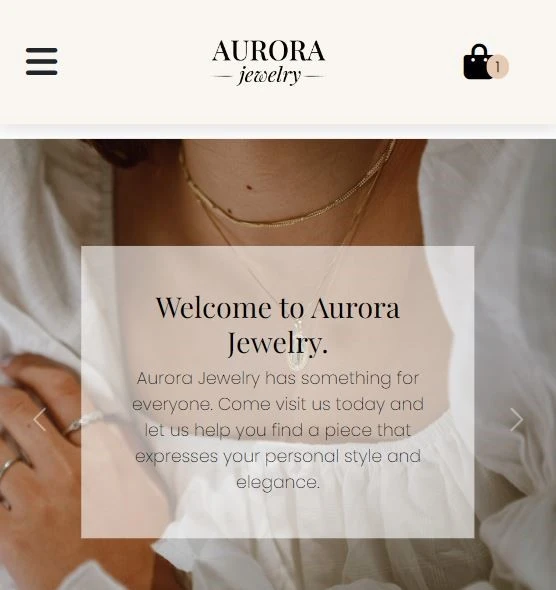 AURORA
jewelry
1
Welcome to Aurora
Jewelry.
Aurora Jewelry has something for
everyone. Come visit us today and
let us help you find a piece that
expresses your personal style and
elegance.